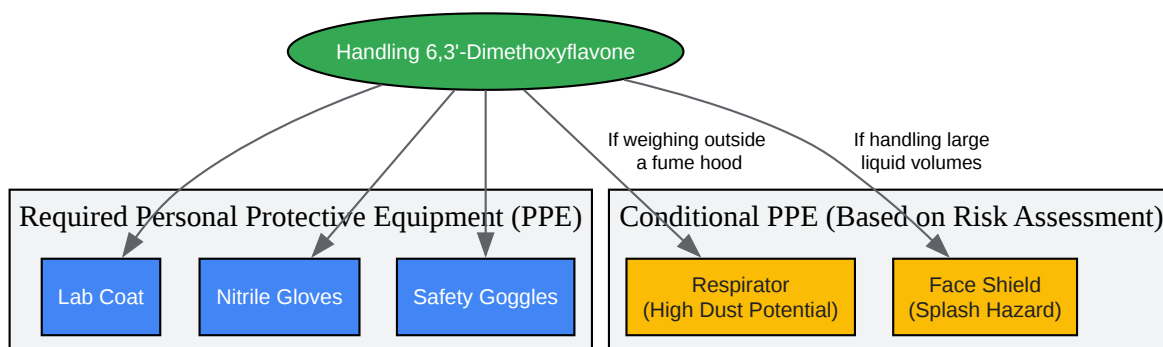 Handling 6,3'-Dimethoxyflavone
If weighing outside
a fume hood
If handling large
liquid volumes
Required Personal Protective Equipment (PPE)
Conditional PPE (Based on Risk Assessment)
Lab Coat
Nitrile Gloves
Safety Goggles
Respirator
(High Dust Potential)
Face Shield
(Splash Hazard)